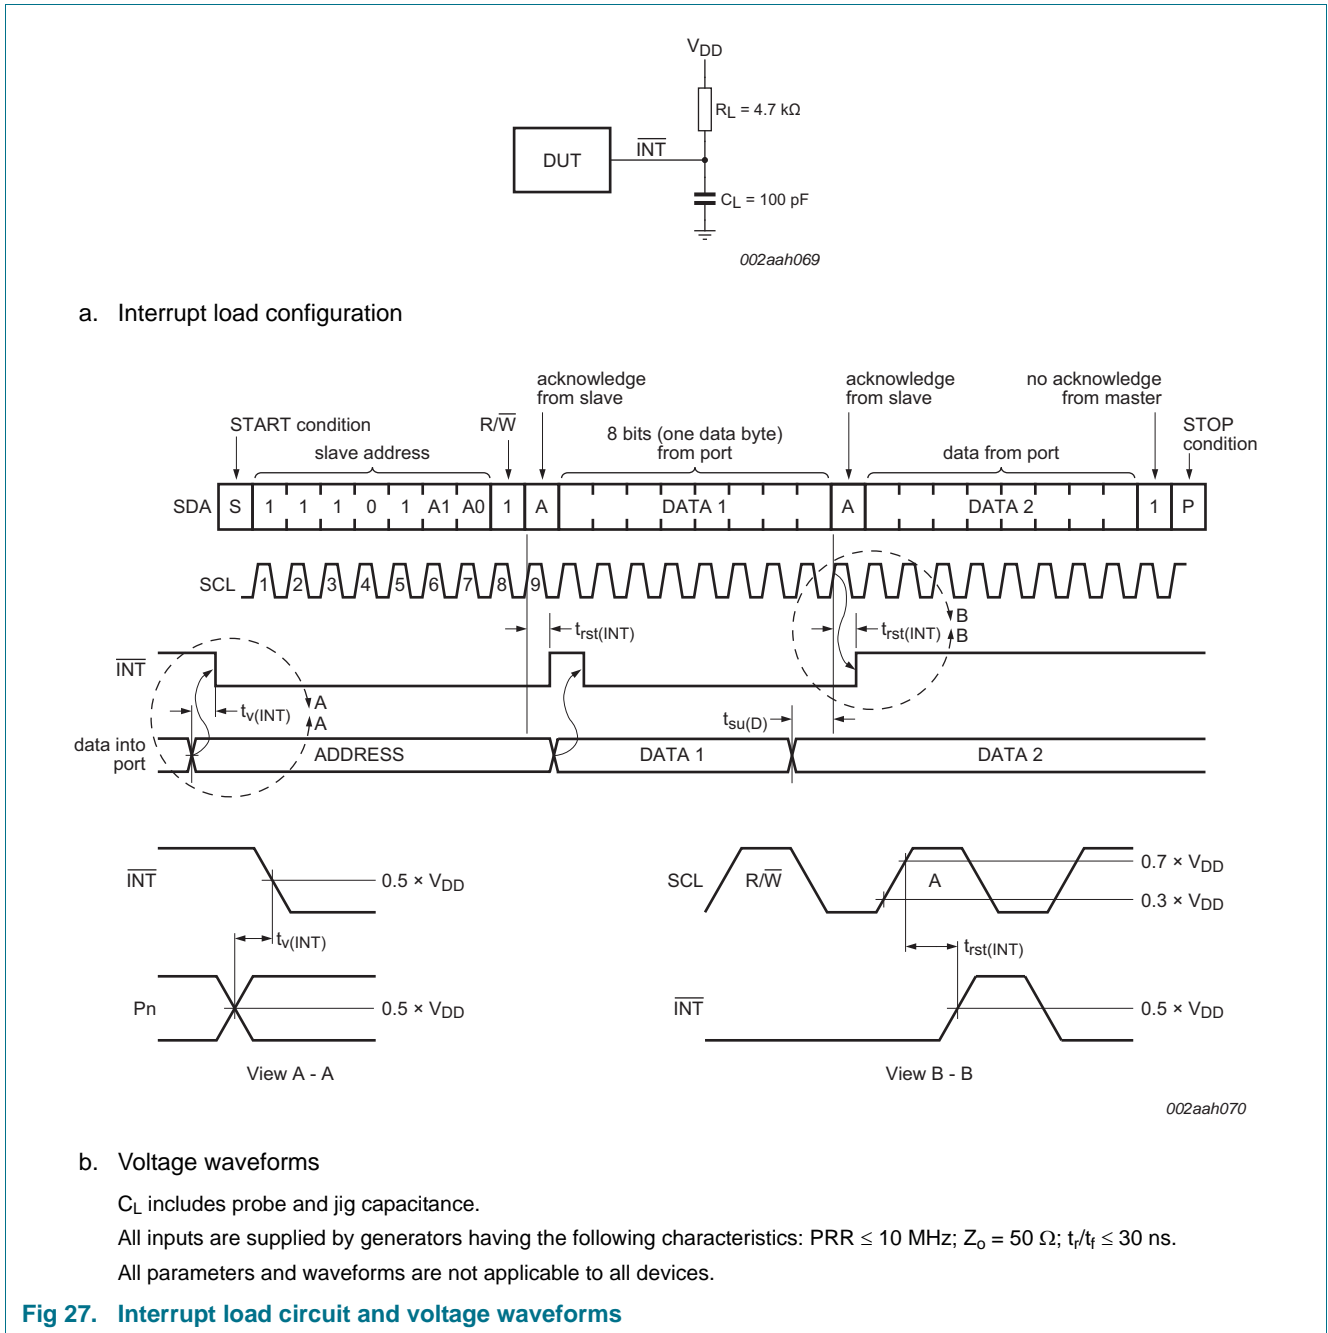 VDD
RL = 4.7 kΩ
DUT
INT
CL = 100 pF
002aah069
a. Interrupt load configuration
acknowledge
from slave
acknowledge
from slave
no acknowledge
from master
START condition
R/W
8 bits (one data byte)
from port
STOP
condition
slave address
data from port
SDA S 1 1 1 0 1 A1 A0 1 A DATA 1 A DATA 2 1 P
SCL 1 2 3 4 5 6 7 8 9
B
B
trst(INT)
trst(INT)
INT
tv(INT)
A
A
tsu(D)
data into
port
ADDRESS
DATA 1
DATA 2
INT
0.5 × VDD
tv(INT)
Pn
0.5 × VDD
View A - A
SCL
R/W
A
0.7 × VDD
0.3 × VDD
trst(INT)
INT
0.5 × VDD
View B - B
002aah070
b. Voltage waveforms
CL includes probe and jig capacitance.
All inputs are supplied by generators having the following characteristics: PRR ≤ 10 MHz; Zo = 50 Ω; tr/tf ≤ 30 ns.
All parameters and waveforms are not applicable to all devices.
Fig 27. Interrupt load circuit and voltage waveforms